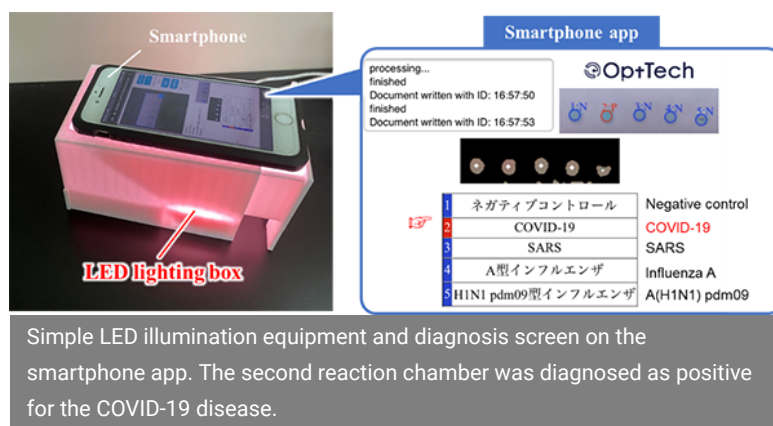 Smartphone
LED lighting box
Smartphone app
processing...
finished
Document written with ID: 16:57:50
finished
Document written with ID: 16:57:53
OptTech
1-N 2-P 3-N 4-N 5-N
1 ネガティブコントロール Negative control
2 COVID-19 COVID-19
3 SARS SARS
4 A型インフルエンザ Influenza A
5 H1N1 pdm09型インフルエンザ A(H1N1) pdm09
Simple LED illumination equipment and diagnosis screen on the
smartphone app. The second reaction chamber was diagnosed as positive
for the COVID-19 disease.